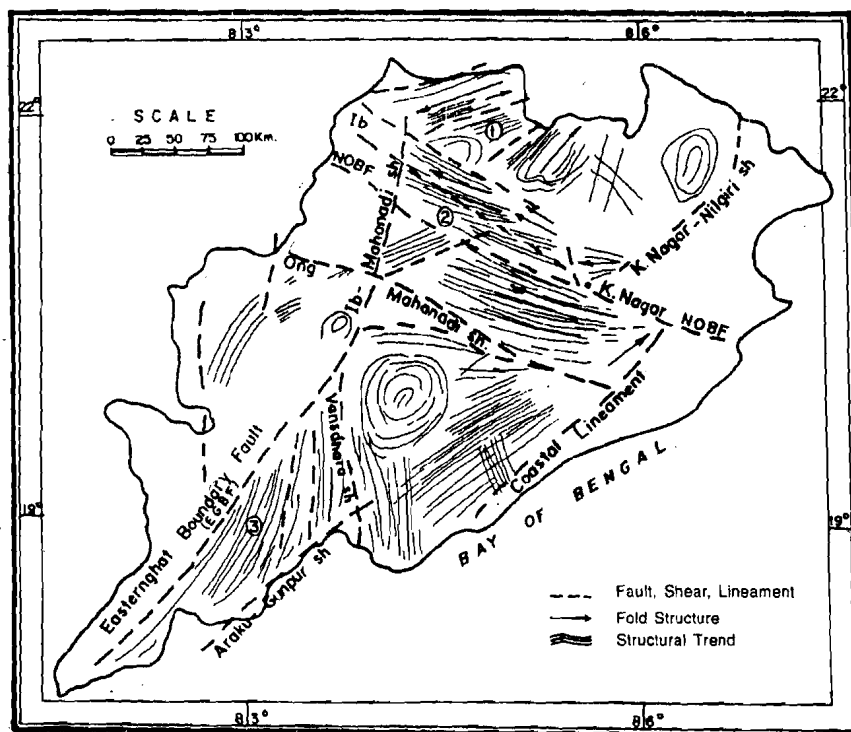 83° 86°
22° 22°
SCALE
0 25 50 75 100 Km.
Ib
1
NOBF
Mahanadi sh
2
K. Nagar-Nilgiri sh
Ong
K. Nagar
Mahanadi sh.
NOBF
Ib
Vansdhara sh
Coastal Lineament
Easternghat Boundary Fault
(EGBF)
3
19° 19°
BAY OF BENGAL
Araku-Gunpur sh
Fault, Shear, Lineament
Fold Structure
Structural Trend
83° 86°